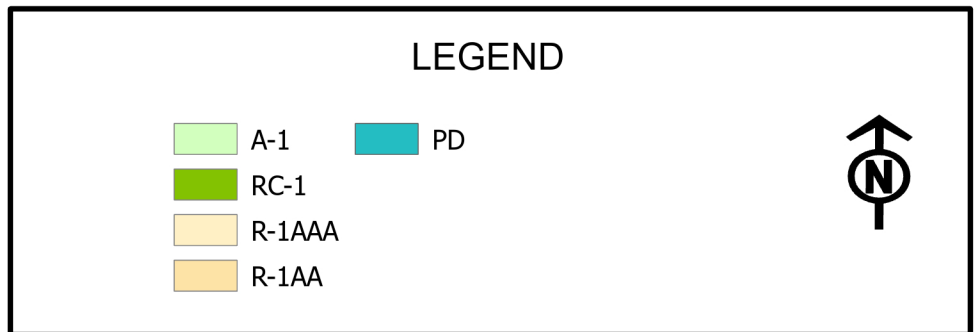 LEGEND
A-1
RC-1
R-1AAA
R-1AA
PD
N